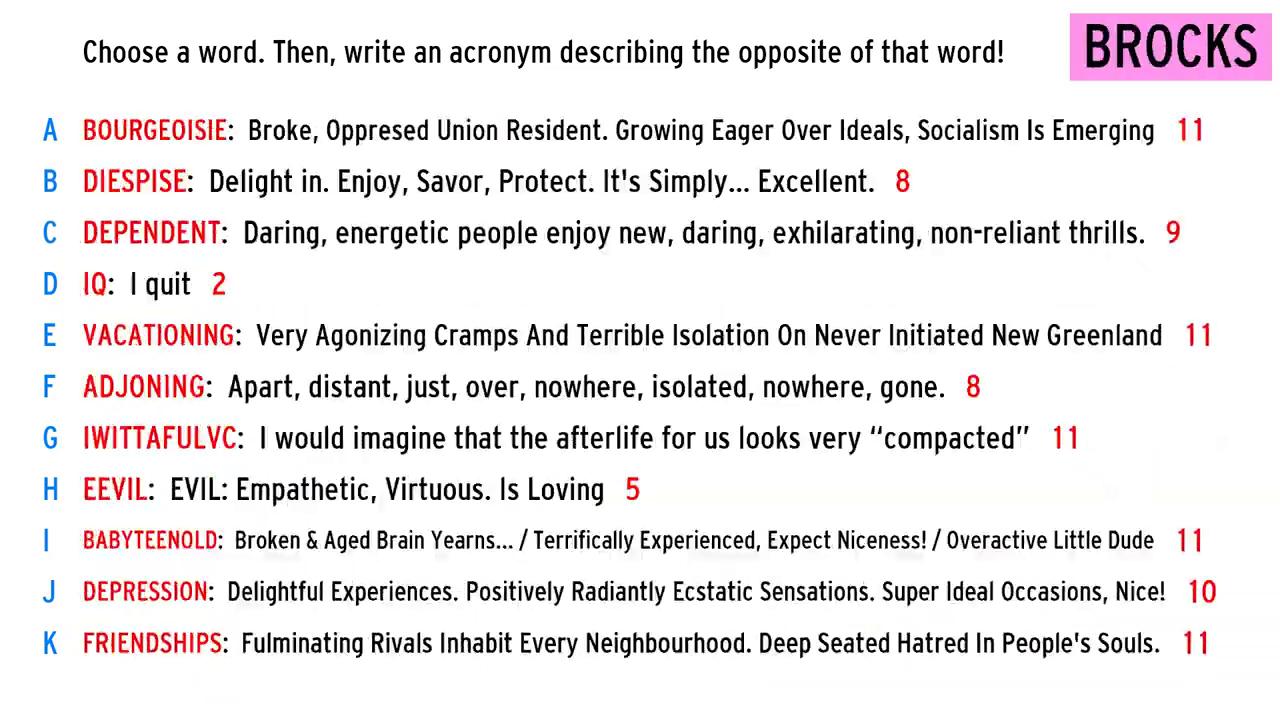 Choose a word. Then, write an acronym describing the opposite of that word!
BROCKS
A BOURGEOISIE: Broke, Oppresed Union Resident. Growing Eager Over Ideals, Socialism Is Emerging 11
B DIESPISE: Delight in. Enjoy, Savor, Protect. It's Simply... Excellent. 8
C DEPENDENT: Daring, energetic people enjoy new, daring, exhilarating, non-reliant thrills. 9
D IQ: I quit 2
E VACATIONING: Very Agonizing Cramps And Terrible Isolation On Never Initiated New Greenland 11
F ADJONING: Apart, distant, just, over, nowhere, isolated, nowhere, gone. 8
G IWITTAFULVC: I would imagine that the afterlife for us looks very “compacted” 11
H EEVIL: EVIL: Empathetic, Virtuous. Is Loving 5
I BABYTEENOLD: Broken & Aged Brain Yearns... / Terrifically Experienced, Expect Niceness! / Overactive Little Dude 11
J DEPRESSION: Delightful Experiences. Positively Radiantly Ecstatic Sensations. Super Ideal Occasions, Nice! 10
K FRIENDSHIPS: Fulminating Rivals Inhabit Every Neighbourhood. Deep Seated Hatred In People's Souls. 11